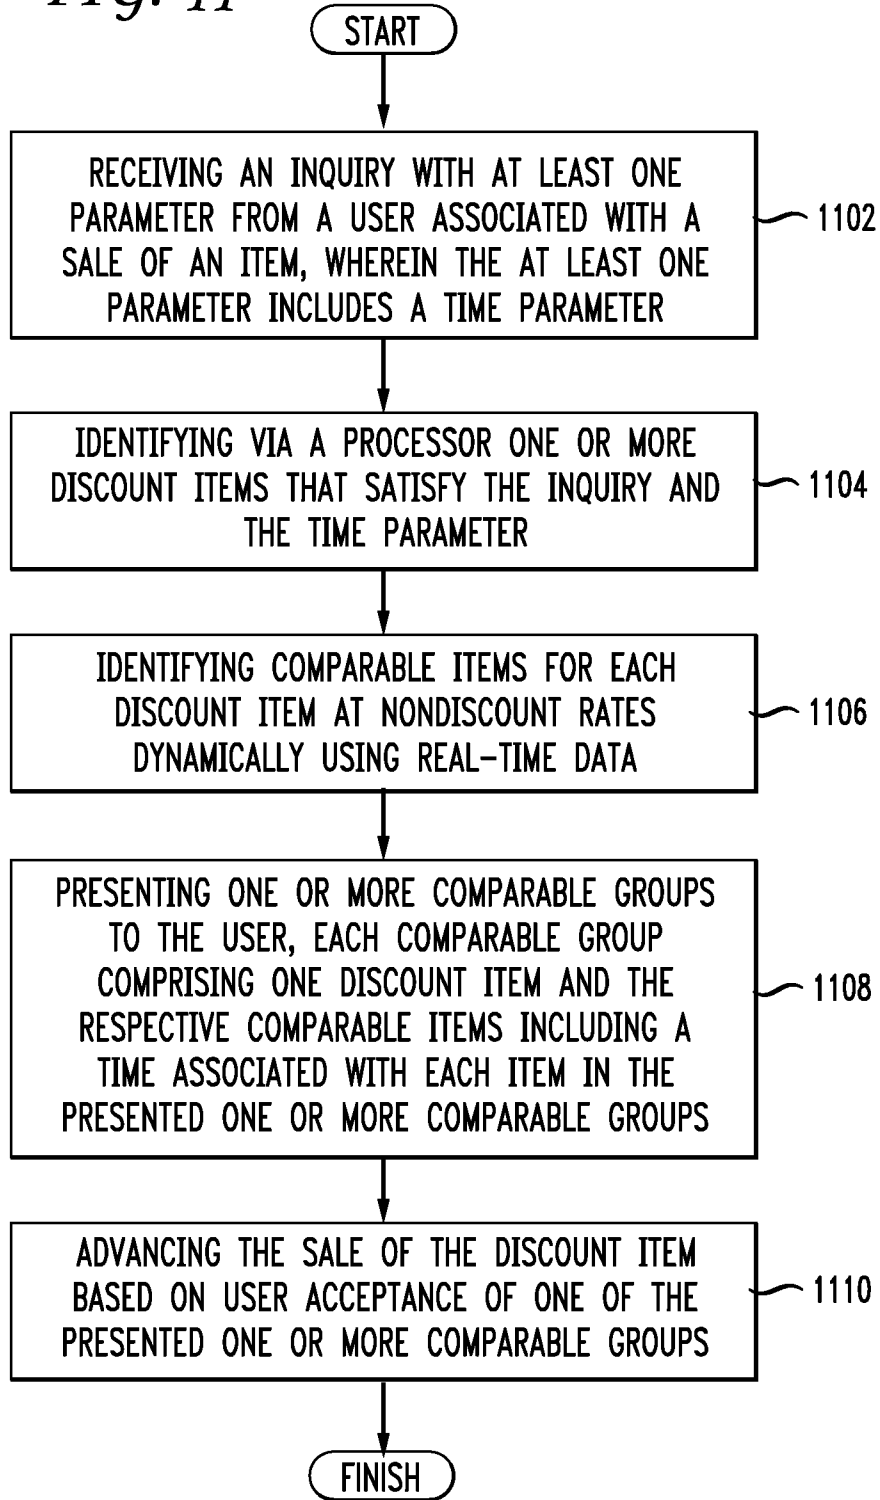 Fig. 11
START
RECEIVING AN INQUIRY WITH AT LEAST ONE
PARAMETER FROM A USER ASSOCIATED WITH A
SALE OF AN ITEM, WHEREIN THE AT LEAST ONE
PARAMETER INCLUDES A TIME PARAMETER
1102
IDENTIFYING VIA A PROCESSOR ONE OR MORE
DISCOUNT ITEMS THAT SATISFY THE INQUIRY AND
THE TIME PARAMETER
1104
IDENTIFYING COMPARABLE ITEMS FOR EACH
DISCOUNT ITEM AT NONDISCOUNT RATES
DYNAMICALLY USING REAL-TIME DATA
1106
PRESENTING ONE OR MORE COMPARABLE GROUPS
TO THE USER, EACH COMPARABLE GROUP
COMPRISING ONE DISCOUNT ITEM AND THE
RESPECTIVE COMPARABLE ITEMS INCLUDING A
TIME ASSOCIATED WITH EACH ITEM IN THE
PRESENTED ONE OR MORE COMPARABLE GROUPS
1108
ADVANCING THE SALE OF THE DISCOUNT ITEM
BASED ON USER ACCEPTANCE OF ONE OF THE
PRESENTED ONE OR MORE COMPARABLE GROUPS
1110
FINISH